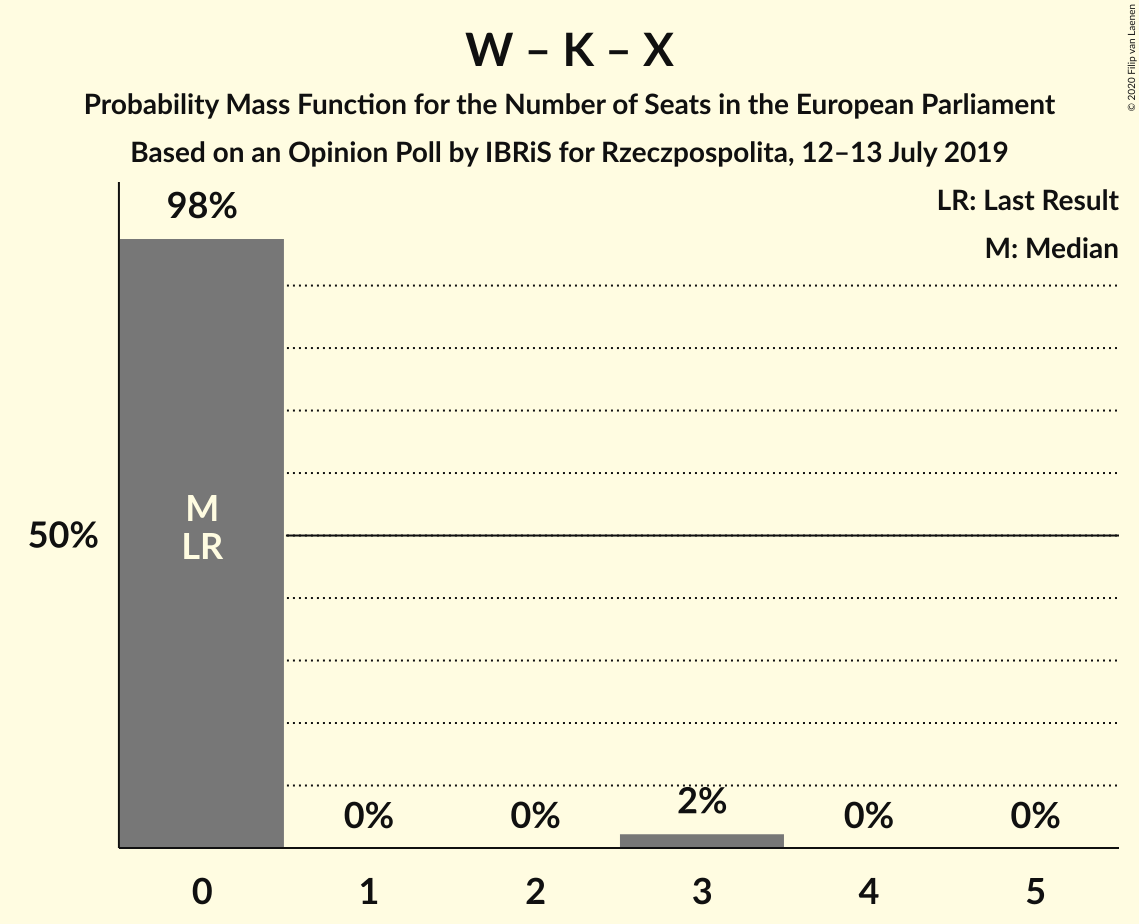 W – K – X
Probability Mass Function for the Number of Seats in the European Parliament
Based on an Opinion Poll by IBRiS for Rzeczpospolita, 12–13 July 2019
© 2020 Filip van Laenen
LR: Last Result
M: Median
98%
M
LR
50%
0%
0%
2%
0%
0%
0
1
2
3
4
5